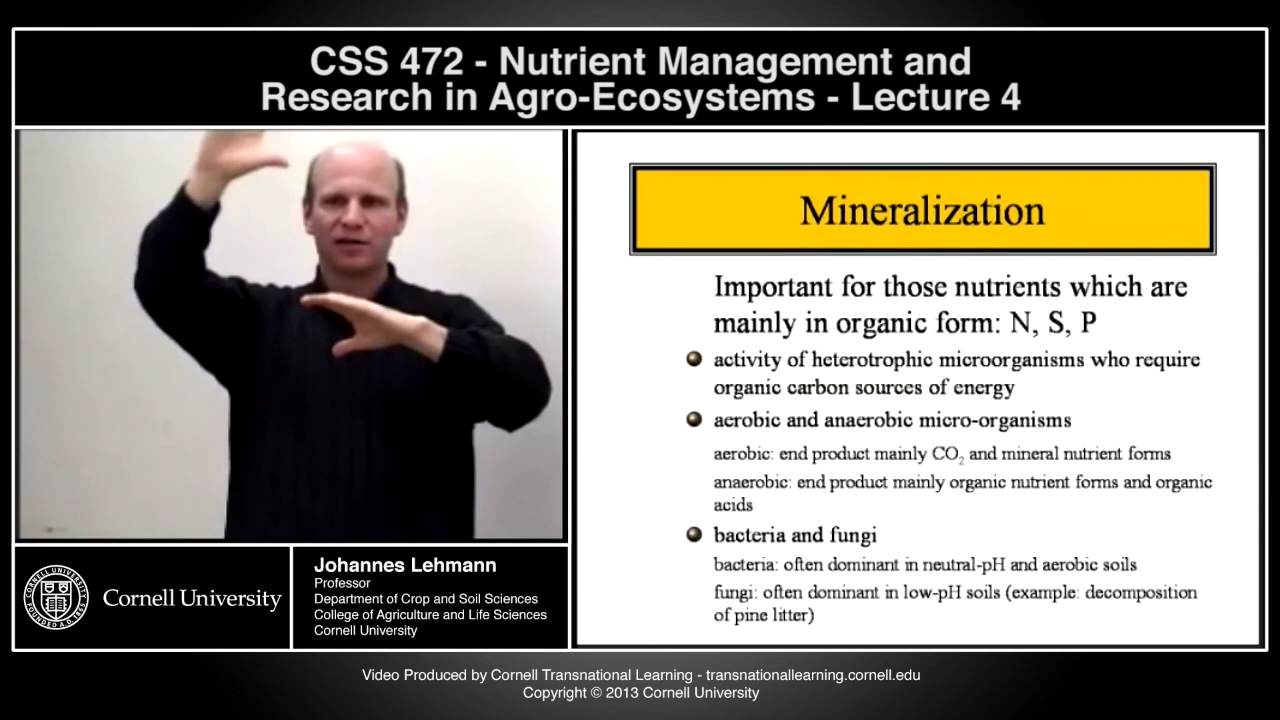 CSS 472 - Nutrient Management and
Research in Agro-Ecosystems - Lecture 4
Mineralization
Important for those nutrients which are
mainly in organic form: N, S, P
activity of heterotrophic microorganisms who require
organic carbon sources of energy
aerobic and anaerobic micro-organisms
aerobic: end product mainly CO₂ and mineral nutrient forms
anaerobic: end product mainly organic nutrient forms and organic
acids
bacteria and fungi
bacteria: often dominant in neutral-pH and aerobic soils
fungi: often dominant in low-pH soils (example: decomposition
of pine litter)
Cornell University
Johannes Lehmann
Professor
Department of Crop and Soil Sciences
College of Agriculture and Life Sciences
Cornell University
Video Produced by Cornell Transnational Learning - transnationallearning.cornell.edu
Copyright © 2013 Cornell University